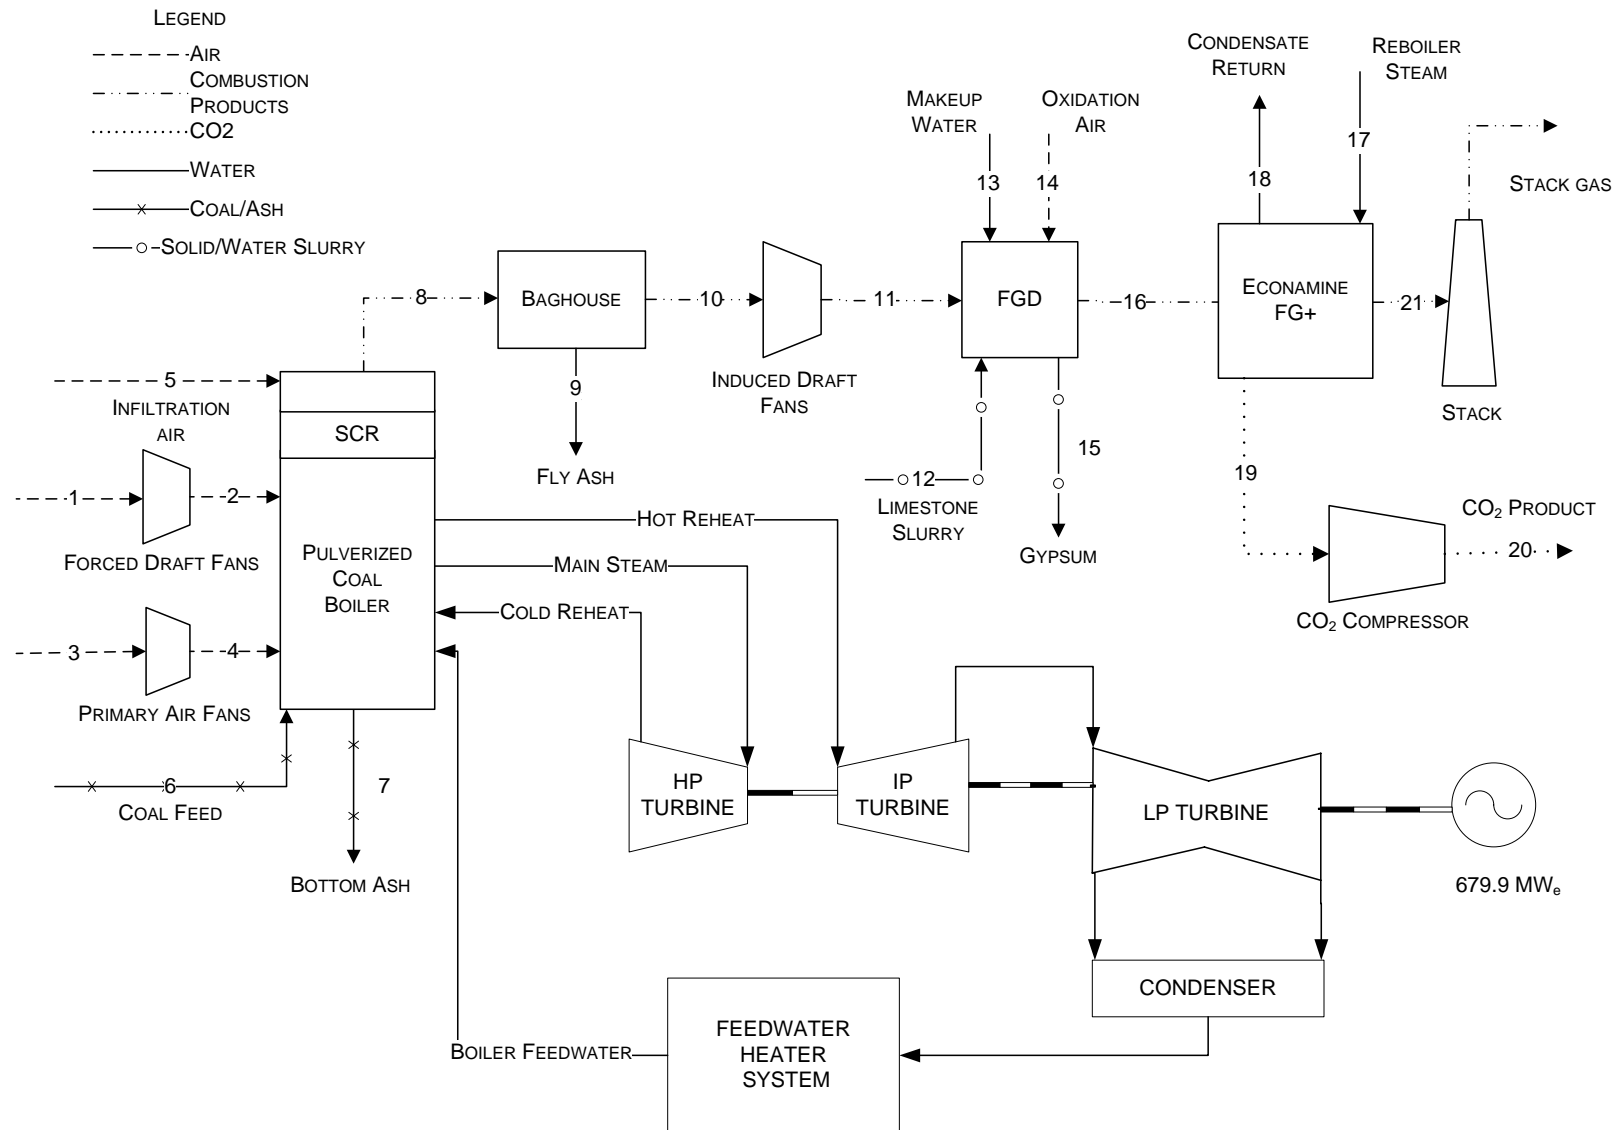 LEGEND
AIR
COMBUSTION
PRODUCTS
CO2
WATER
COAL/ASH
SOLID/WATER SLURRY
CONDENSATE
RETURN
REBOILER
STEAM
MAKEUP
WATER
OXIDATION
AIR
13
14
18
17
STACK GAS
8
BAGHOUSE
10
11
FGD
16
ECONAMINE
FG+
21
5
INFILTRATION
AIR
9
INDUCED DRAFT
FANS
STACK
SCR
FLY ASH
12
LIMESTONE
SLURRY
15
GYPSUM
19
CO2 PRODUCT
20
CO2 COMPRESSOR
1
2
FORCED DRAFT FANS
PULVERIZED
COAL
BOILER
HOT REHEAT
MAIN STEAM
COLD REHEAT
3
4
PRIMARY AIR FANS
6
COAL FEED
7
BOTTOM ASH
HP
TURBINE
IP
TURBINE
LP TURBINE
679.9 MWe
CONDENSER
FEEDWATER
HEATER
SYSTEM
BOILER FEEDWATER